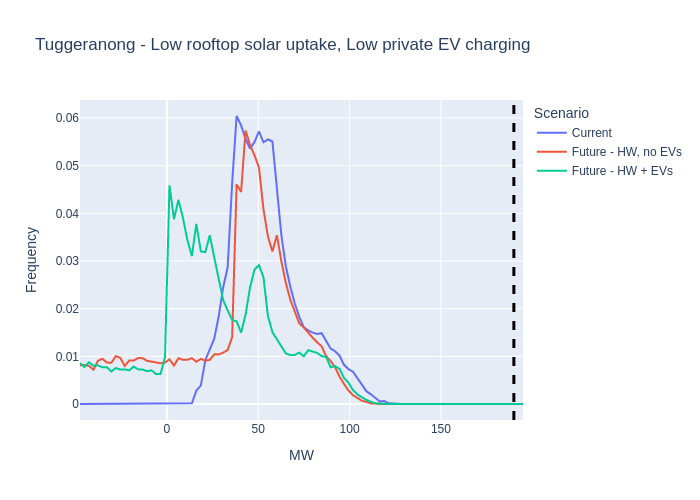 Tuggeranong - Low rooftop solar uptake, Low private EV charging
Scenario
Current
Future - HW, no EVs
Future - HW + EVs
Frequency
0.06
0.05
0.04
0.03
0.02
0.01
0
0 50 100 150
MW